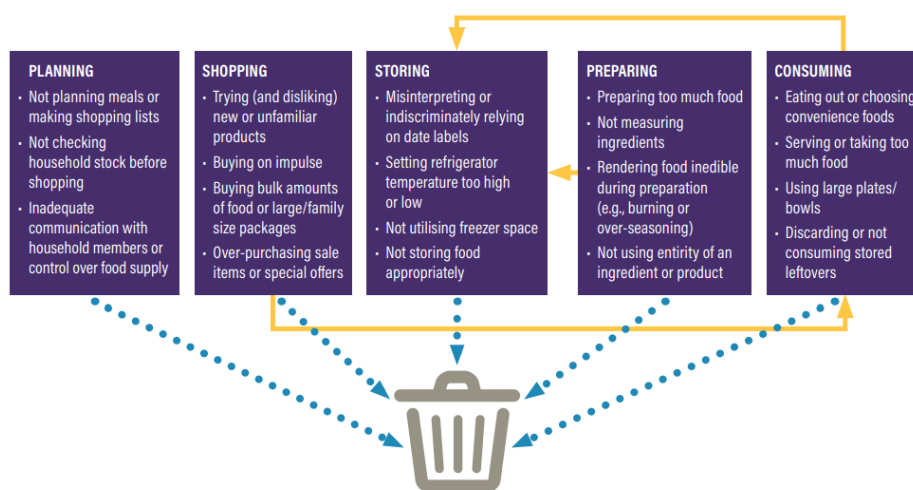 PLANNING
• Not planning meals or
making shopping lists
• Not checking
household stock before
shopping
• Inadequate
communication with
household members or
control over food supply
SHOPPING
• Trying (and disliking)
new or unfamiliar
products
• Buying on impulse
• Buying bulk amounts
of food or large/family
size packages
• Over-purchasing sale
items or special offers
STORING
• Misinterpreting or
indiscriminately relying
on date labels
• Setting refrigerator
temperature too high
or low
• Not utilising freezer space
• Not storing food
appropriately
PREPARING
• Preparing too much food
• Not measuring
ingredients
• Rendering food inedible
during preparation
(e.g., burning or
over-seasoning)
• Not using entirity of an
ingredient or product
CONSUMING
• Eating out or choosing
convenience foods
• Serving or taking too
much food
• Using large plates/
bowls
• Discarding or not
consuming stored
leftovers